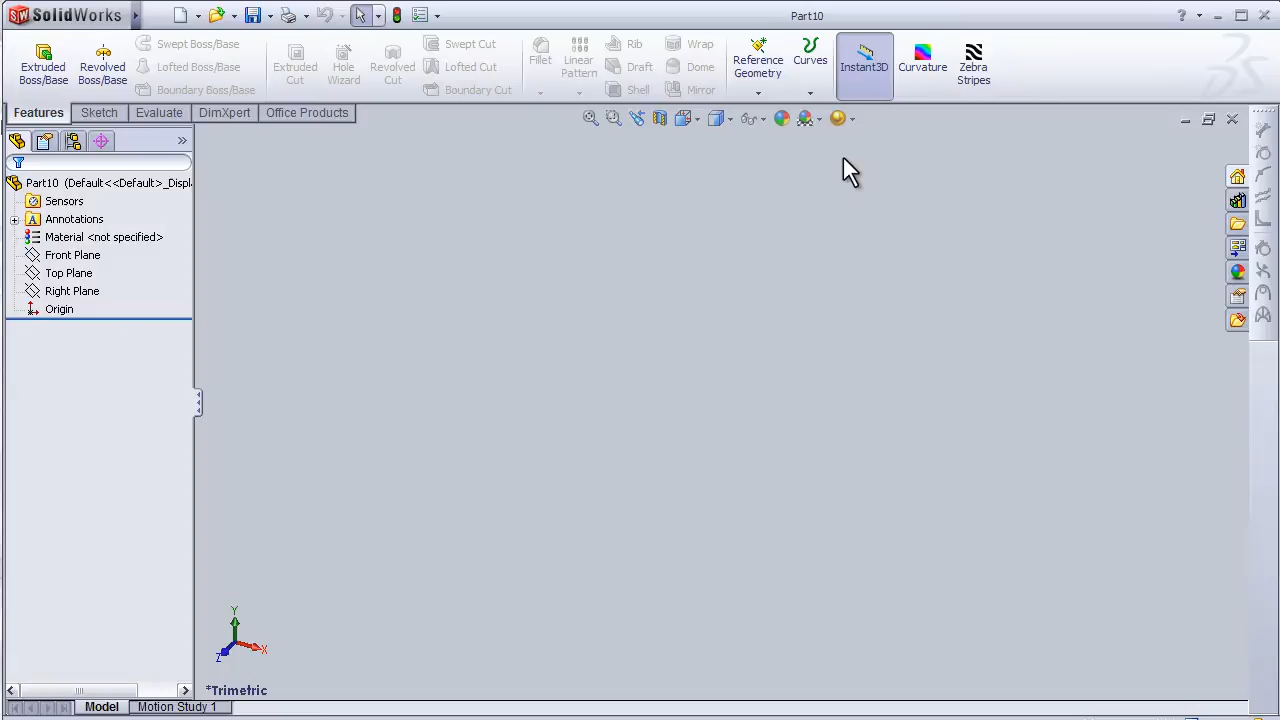 SolidWorks
Part10
Extruded Boss/Base
Revolved Boss/Base
Swept Boss/Base
Lofted Boss/Base
Boundary Boss/Base
Extruded Cut
Hole Wizard
Revolved Cut
Swept Cut
Lofted Cut
Boundary Cut
Fillet
Linear Pattern
Rib
Draft
Shell
Wrap
Dome
Mirror
Reference Geometry
Curves
Instant3D
Curvature
Zebra Stripes
Features
Sketch
Evaluate
DimXpert
Office Products
Part10 (Default<<Default>_Displ
Sensors
Annotations
Material <not specified>
Front Plane
Top Plane
Right Plane
Origin
Y
X
Z
*Trimetric
Model
Motion Study 1